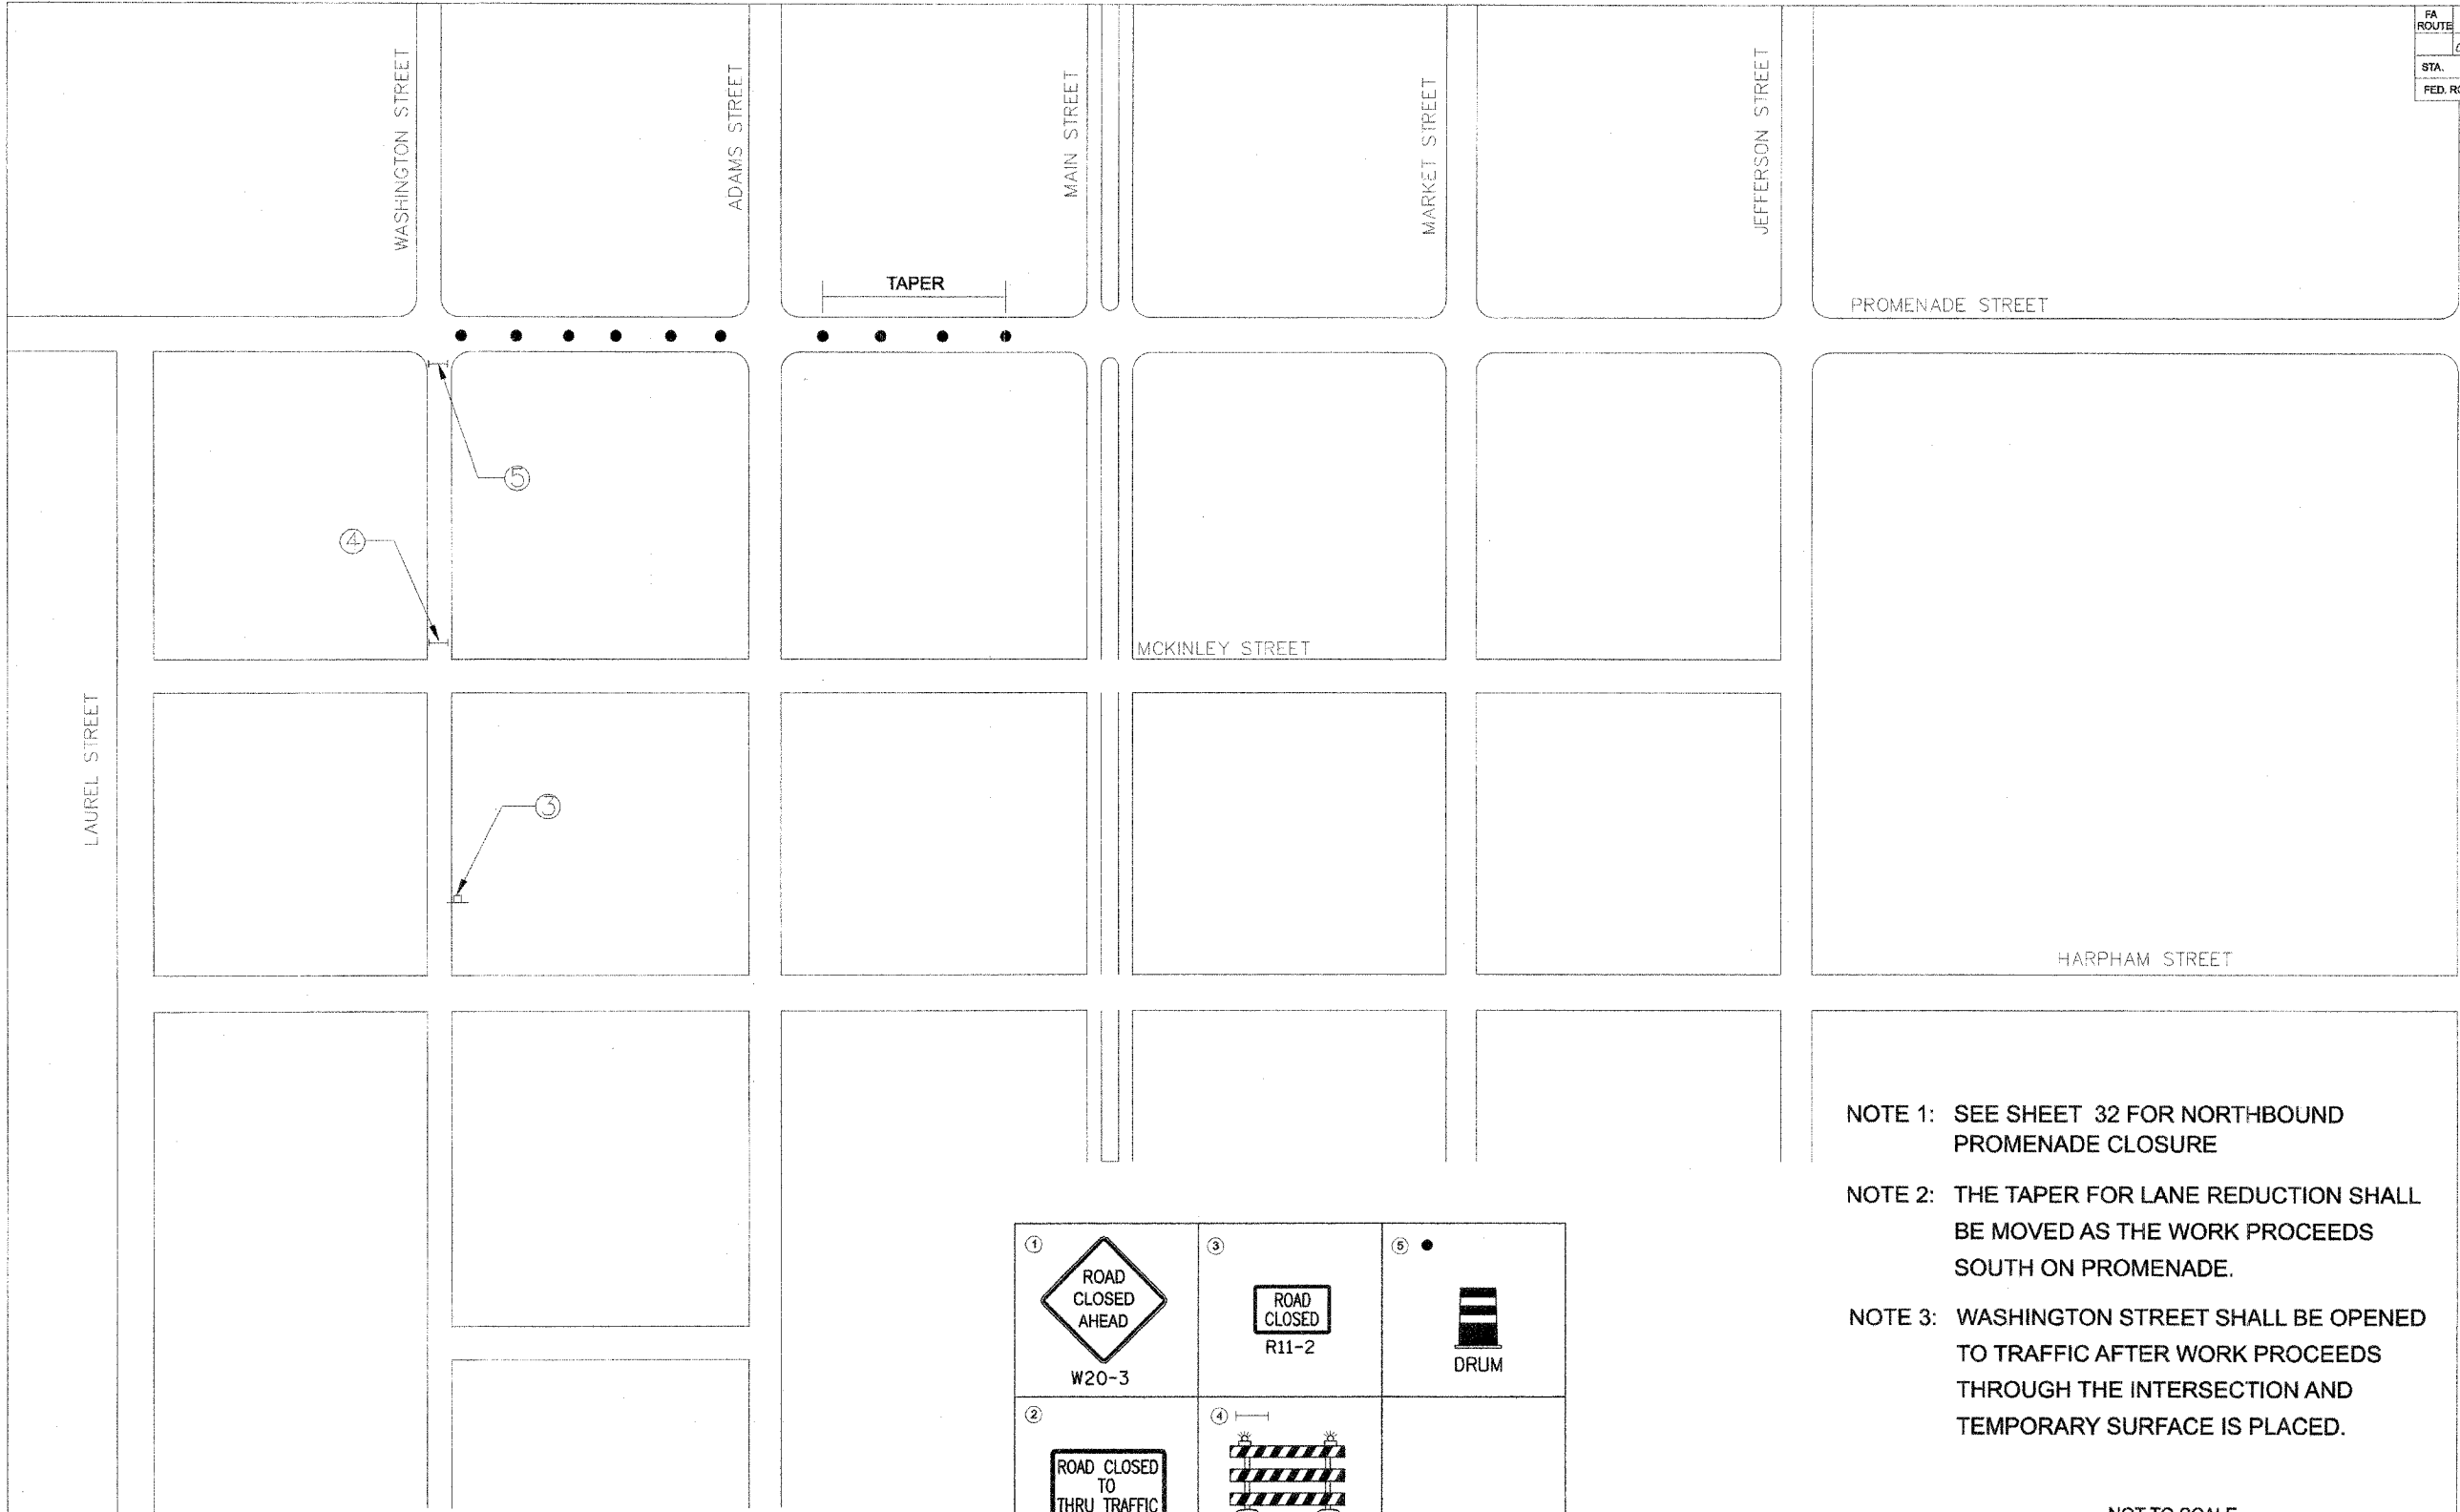 FA
ROUTE
STA.
FED.
WASHINGTON STREET
ADAMS STREET
MAIN STREET
MARKET STREET
JEFFERSON STREET
TAPER
PROMENADE STREET
5
4
MCKINLEY STREET
LAUREL STREET
3
HARPHAM STREET
NOTE 1: SEE SHEET 32 FOR NORTHBOUND
PROMENADE CLOSURE
NOTE 2: THE TAPER FOR LANE REDUCTION SHALL
BE MOVED AS THE WORK PROCEEDS
SOUTH ON PROMENADE.
NOTE 3: WASHINGTON STREET SHALL BE OPENED
TO TRAFFIC AFTER WORK PROCEEDS
THROUGH THE INTERSECTION AND
TEMPORARY SURFACE IS PLACED.
1
ROAD
CLOSED
AHEAD
W20-3
3
ROAD
CLOSED
R11-2
5
DRUM
2
ROAD CLOSED
TO
THRU TRAFFIC
4
NOT TO SCALE